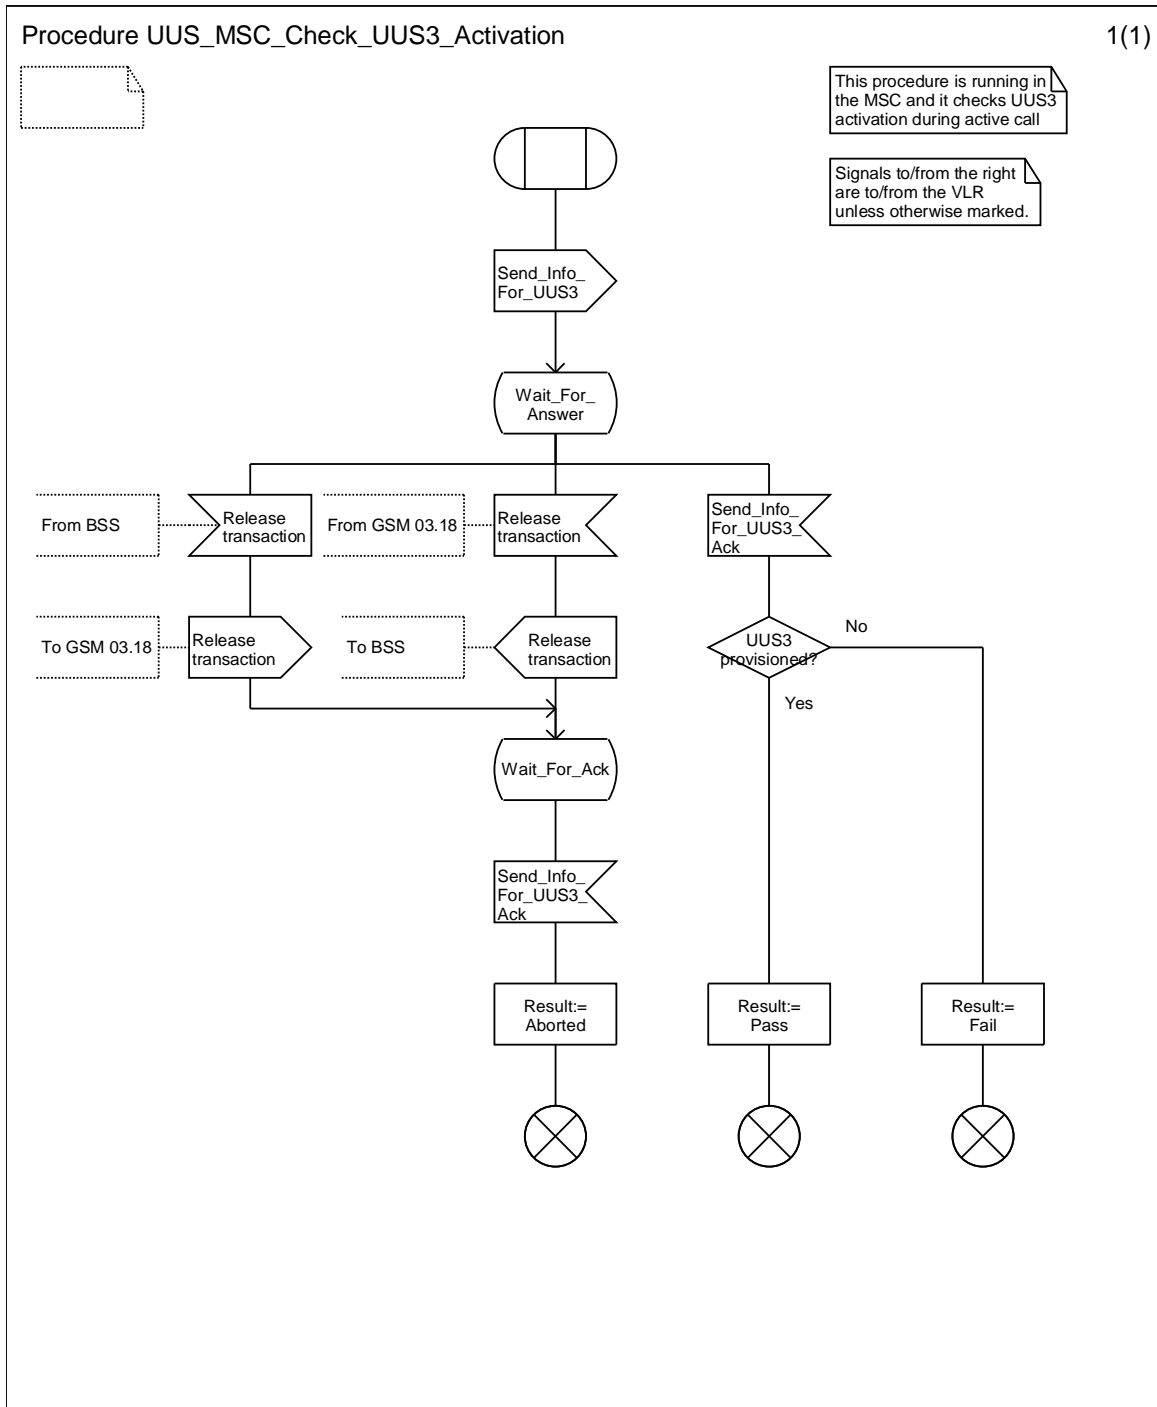 Procedure UUS_MSC_Check_UUS3_Activation
1(1)
This procedure is running in
the MSC and it checks UUS3
activation during active call
Signals to/from the right
are to/from the VLR
unless otherwise marked.
Send_Info_
For_UUS3
Wait_For_
Answer
From BSS
Release
transaction
From GSM 03.18
Release
transaction
Send_Info_
For_UUS3_
Ack
To GSM 03.18
Release
transaction
To BSS
Release
transaction
UUS3
provisioned?
No
Yes
Wait_For_Ack
Send_Info_
For_UUS3_
Ack
Result:=
Aborted
Result:=
Pass
Result:=
Fail